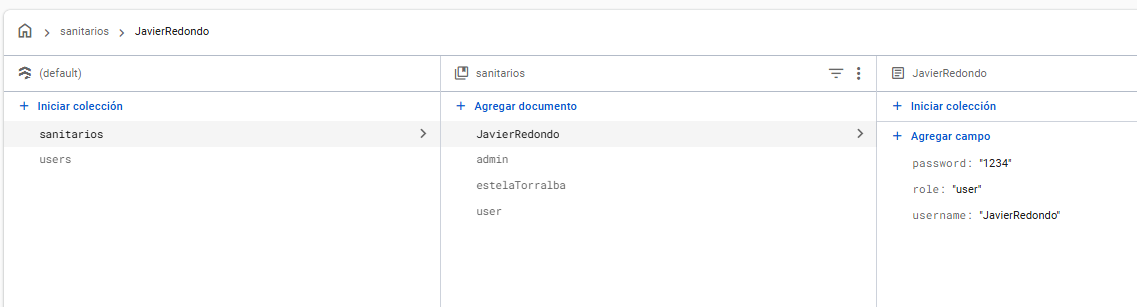 sanitarios JavierRedondo
(default)
sanitarios
JavierRedondo
Iniciar colección
Agregar documento
Iniciar colección
sanitarios
users
JavierRedondo
admin
estelaTorralba
user
Agregar campo
password: "1234"
role: "user"
username: "JavierRedondo"